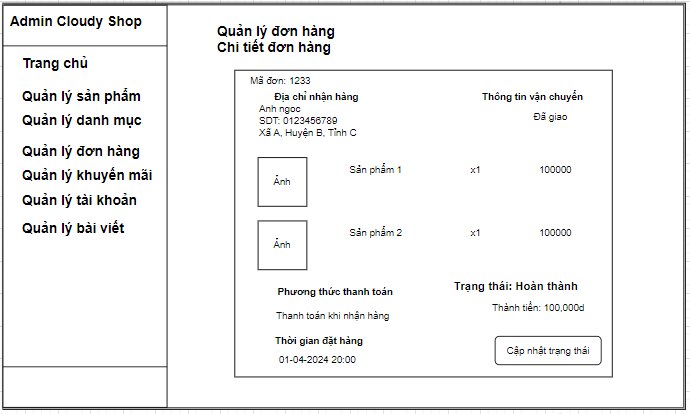 Admin Cloudy Shop
Trang chủ
Quản lý sản phẩm
Quản lý danh mục
Quản lý đơn hàng
Quản lý khuyến mãi
Quản lý tài khoản
Quản lý bài viết
Quản lý đơn hàng
Chi tiết đơn hàng
Mã đơn: 1233
Địa chỉ nhận hàng
Anh ngoc
SDT: 0123456789
Xã A, Huyện B, Tỉnh C
Thông tin vận chuyển
Đã giao
Ảnh Sản phẩm 1 x1 100000
Ảnh Sản phẩm 2 x1 100000
Phương thức thanh toán
Thanh toán khi nhận hàng
Thời gian đặt hàng
01-04-2024 20:00
Trạng thái: Hoàn thành
Thành tiền: 100,000d
Cập nhật trạng thái